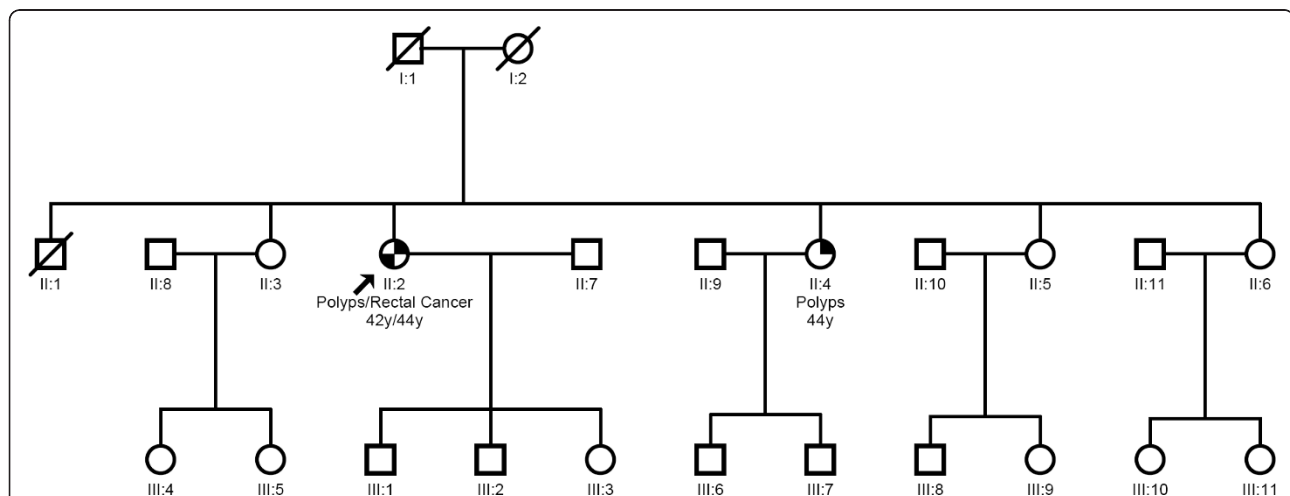 I:1
I:2
II:1
II:8
II:3
II:2
II:7
II:9
II:4
II:10
II:5
II:11
II:6
Polyps/Rectal Cancer
42y/44y
Polyps
44y
III:4
III:5
III:1
III:2
III:3
III:6
III:7
III:8
III:9
III:10
III:11